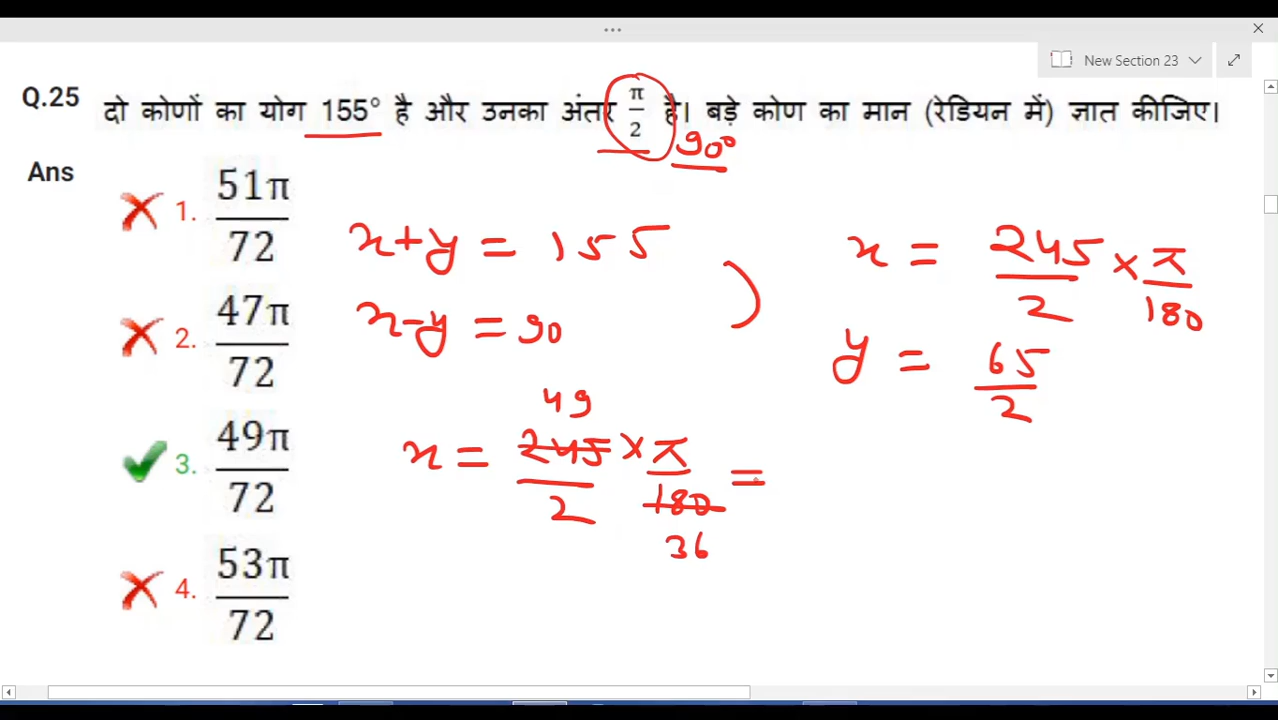 ...
New Section 23
Q.25 दो कोणों का योग 155° है और उनका अंतर π/2 है। बड़े कोण का मान (रेडियन में) ज्ञात कीजिए।
90°
Ans
1. 51π/72
2. 47π/72
3. 49π/72
4. 53π/72
x+y = 155
x-y = 90
x = 245/2 × π/180
y = 65/2
49
x = 245/2 × π/180 =
36